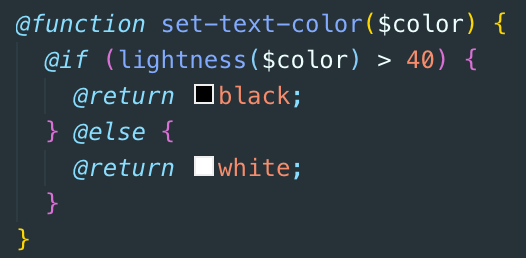 @function set-text-color($color) {
  @if (lightness($color) > 40) {
    @return black;
  } @else {
    @return white;
  }
}